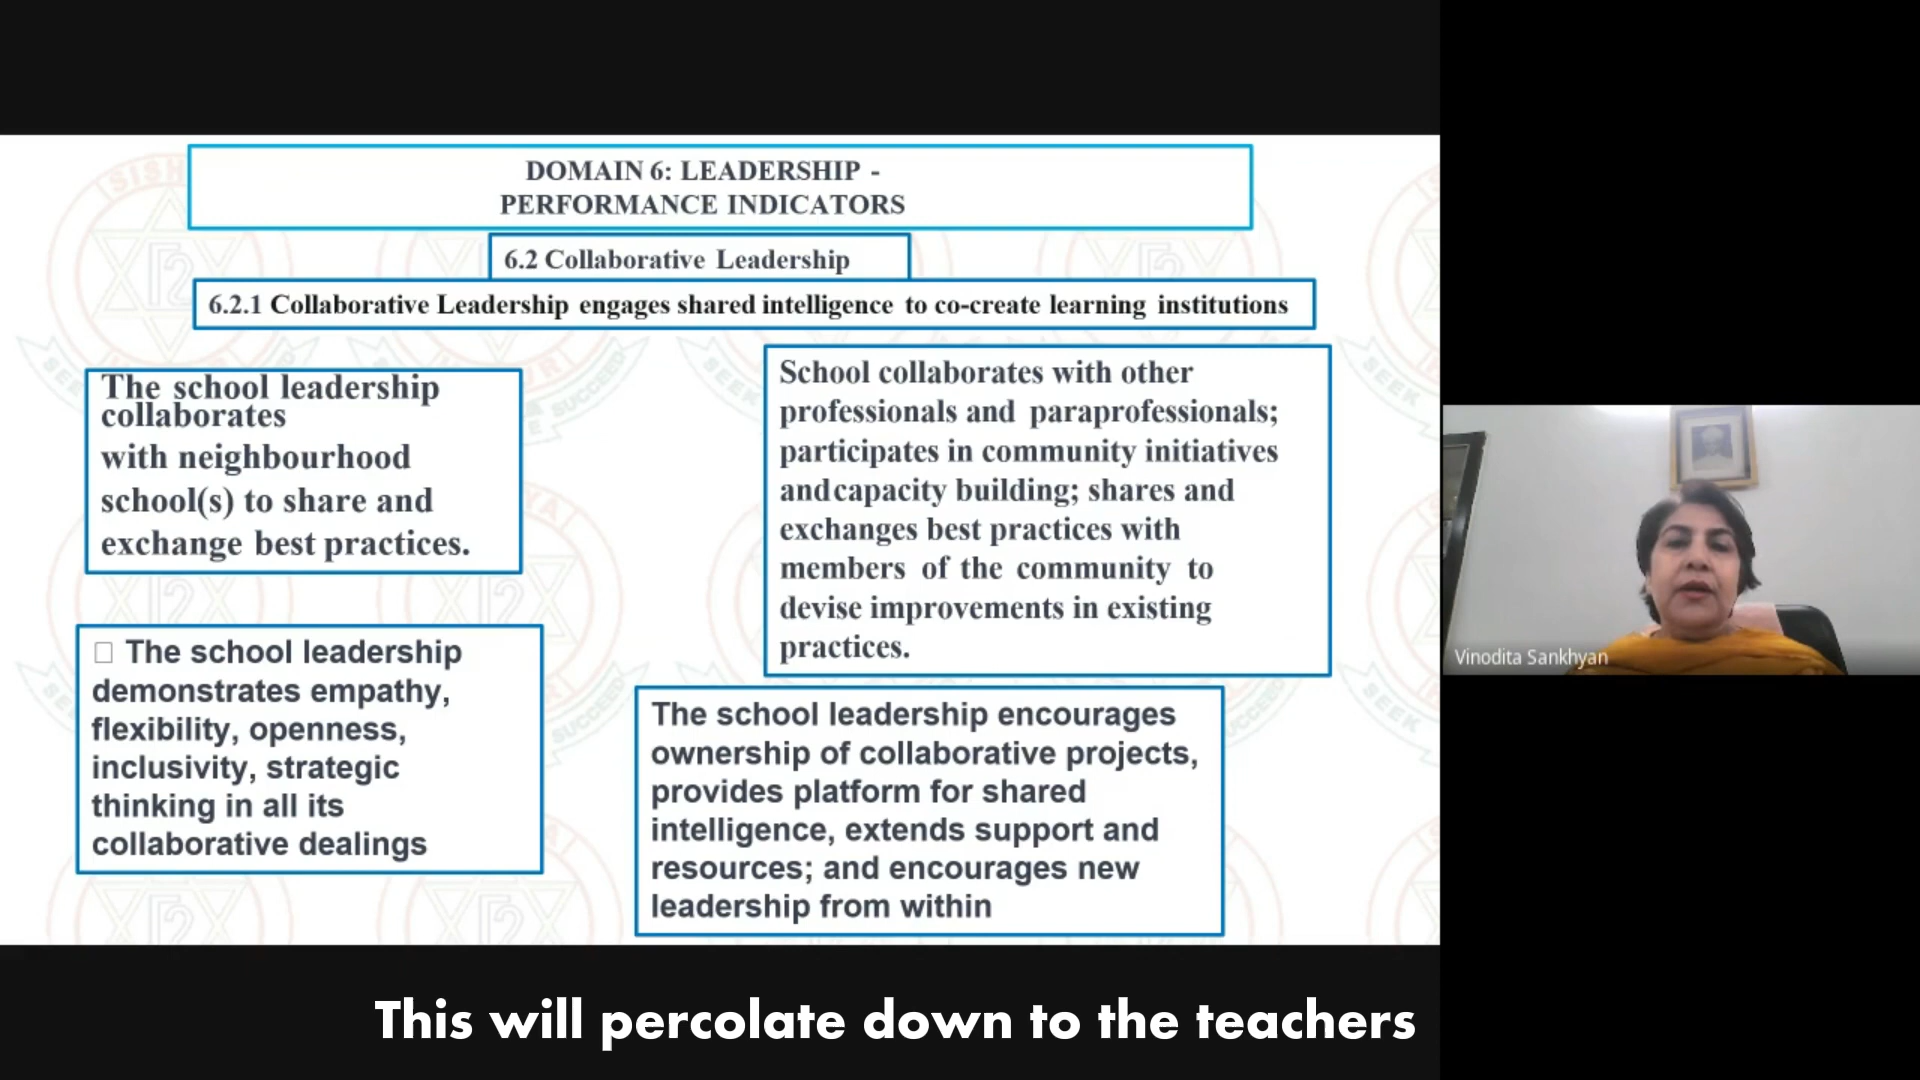 DOMAIN 6: LEADERSHIP -
PERFORMANCE INDICATORS
6.2 Collaborative Leadership
6.2.1 Collaborative Leadership engages shared intelligence to co-create learning institutions
The school leadership
collaborates
with neighbourhood
school(s) to share and
exchange best practices.
School collaborates with other
professionals and paraprofessionals;
participates in community initiatives
and capacity building; shares and
exchanges best practices with
members of the community to
devise improvements in existing
practices.
□ The school leadership
demonstrates empathy,
flexibility, openness,
inclusivity, strategic
thinking in all its
collaborative dealings
The school leadership encourages
ownership of collaborative projects,
provides platform for shared
intelligence, extends support and
resources; and encourages new
leadership from within
Vinodita Sankhyan
This will percolate down to the teachers